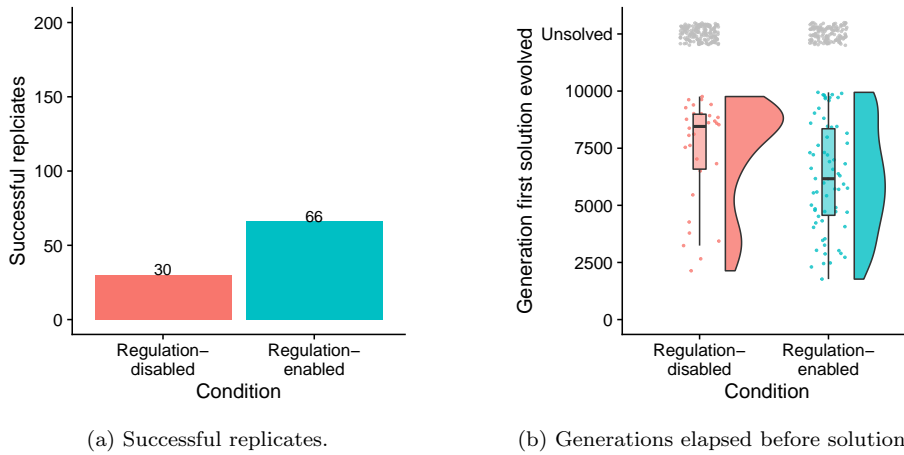 200
150
100
50
0
Successful replciates
30
66
Regulation−
disabled
Regulation−
enabled
Condition
(a) Successful replicates.
Unsolved
10000
7500
5000
2500
0
Generation first solution evolved
Regulation−
disabled
Regulation−
enabled
Condition
(b) Generations elapsed before solution